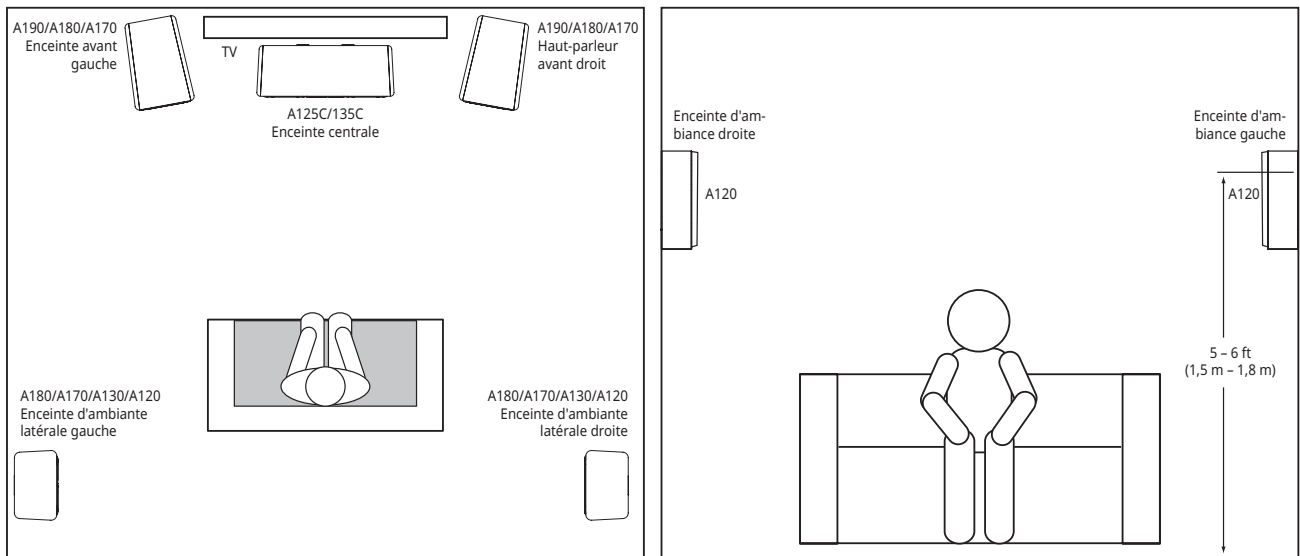 A190/A180/A170
Enceinte avant
gauche
TV
A190/A180/A170
Haut-parleur
avant droit
A125C/135C
Enceinte centrale
A180/A170/A130/A120
Enceinte d'ambiante
latérale gauche
A180/A170/A130/A120
Enceinte d'ambiante
latérale droite
Enceinte d'am-
biance droite
A120
Enceinte d'am-
biance gauche
A120
5 – 6 ft
(1,5 m – 1,8 m)